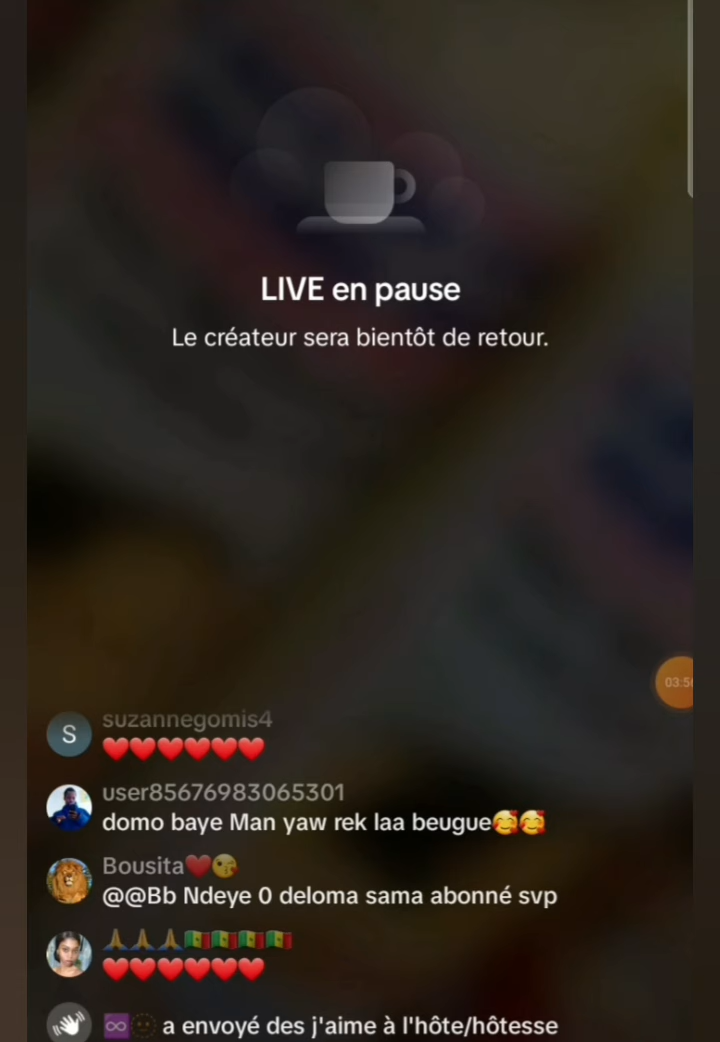 LIVE en pause
Le créateur sera bientôt de retour.
suzannegomis4
❤️❤️❤️❤️❤️❤️
user85676983065301
domo baye Man yaw rek laa beugue🥰🥰
Bousita❤️😘
@@Bb Ndeye 0 deloma sama abonné svp
🙏🙏🙏🇸🇳🇸🇳🇸🇳🇸🇳
❤️❤️❤️❤️❤️❤️
♾️🫥 a envoyé des j'aime à l'hôte/hôtesse